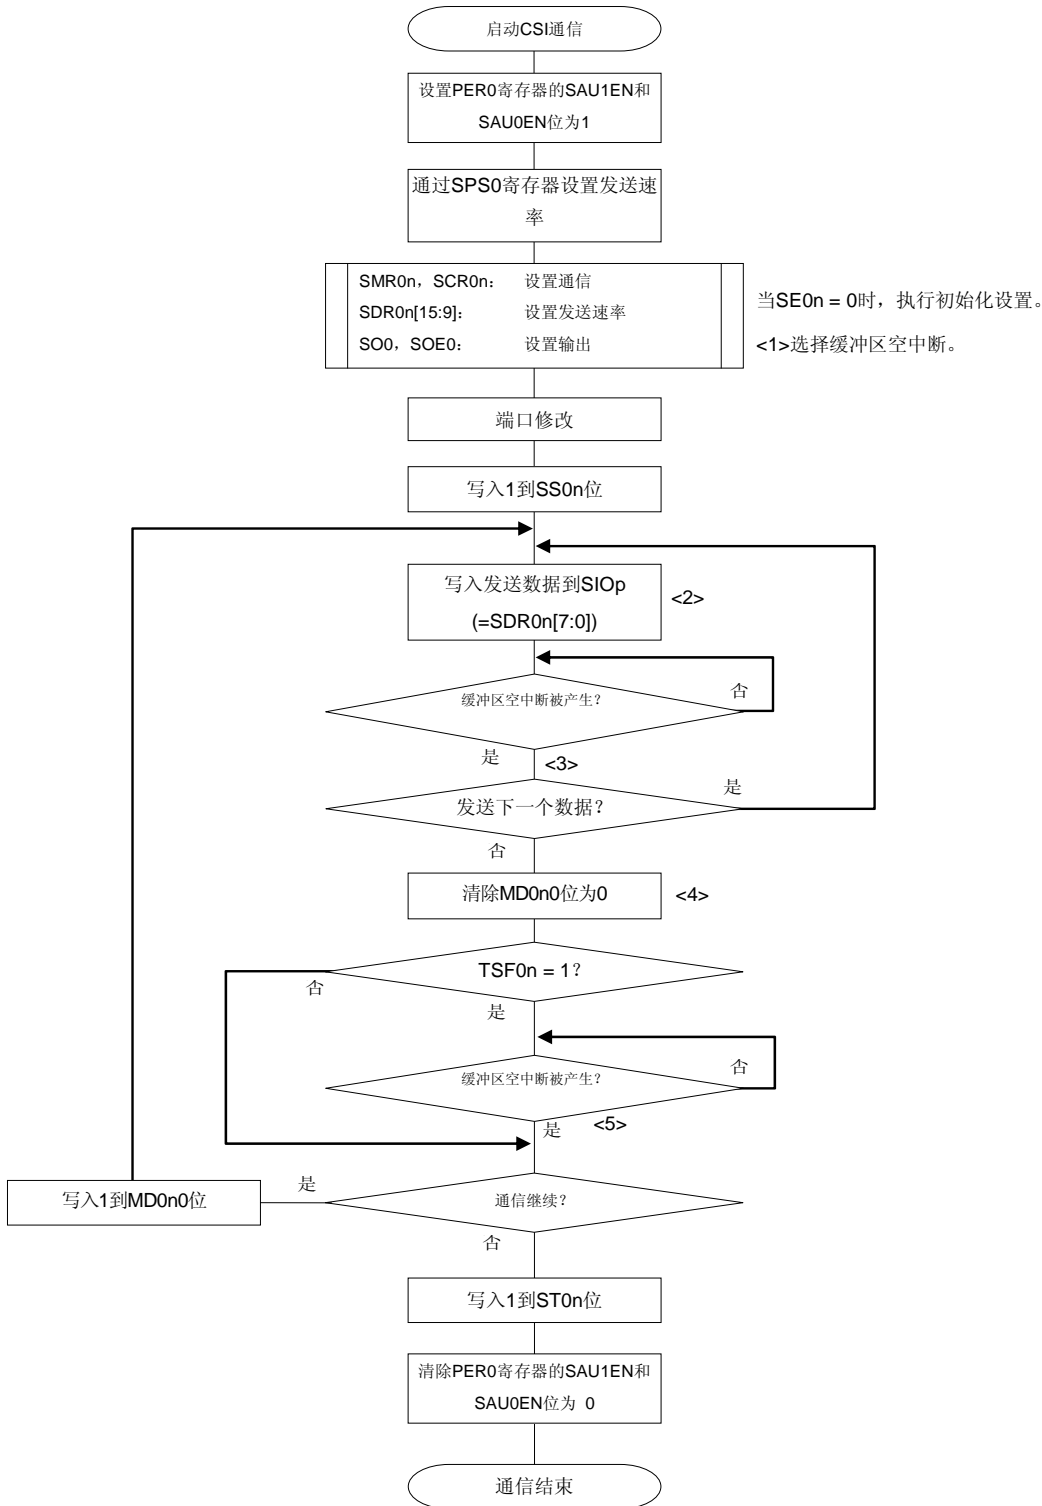 启动CSI通信
设置PER0寄存器的SAU1EN和
SAU0EN位为1
通过SPS0寄存器设置发送速
率
SMR0n，SCR0n： 设置通信
SDR0n[15:9]： 设置发送速率
SO0，SOE0： 设置输出
当SE0n = 0时，执行初始化设置。
<1>选择缓冲区空中断。
端口修改
写入1到SS0n位
写入发送数据到SIOp
(=SDR0n[7:0])
<2>
缓冲区空中断被产生？
否
是
<3>
发送下一个数据？
是
否
清除MD0n0位为0
<4>
TSF0n = 1？
否
是
缓冲区空中断被产生？
否
是
<5>
通信继续？
是
写入1到MD0n0位
否
写入1到ST0n位
清除PER0寄存器的SAU1EN和
SAU0EN位为 0
通信结束